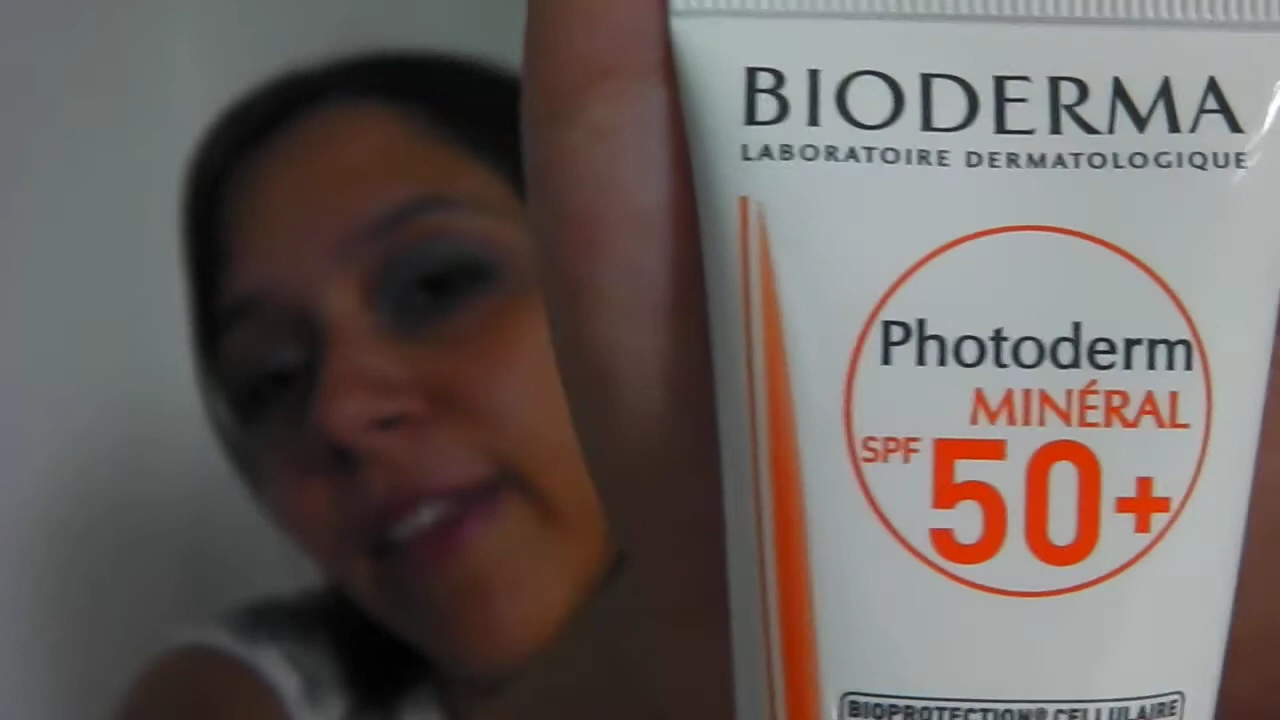 BIODERMA
LABORATOIRE DERMATOLOGIQUE
Photoderm
MINÉRAL
SPF 50+
BIOPROTECTION® CELLULAIRE